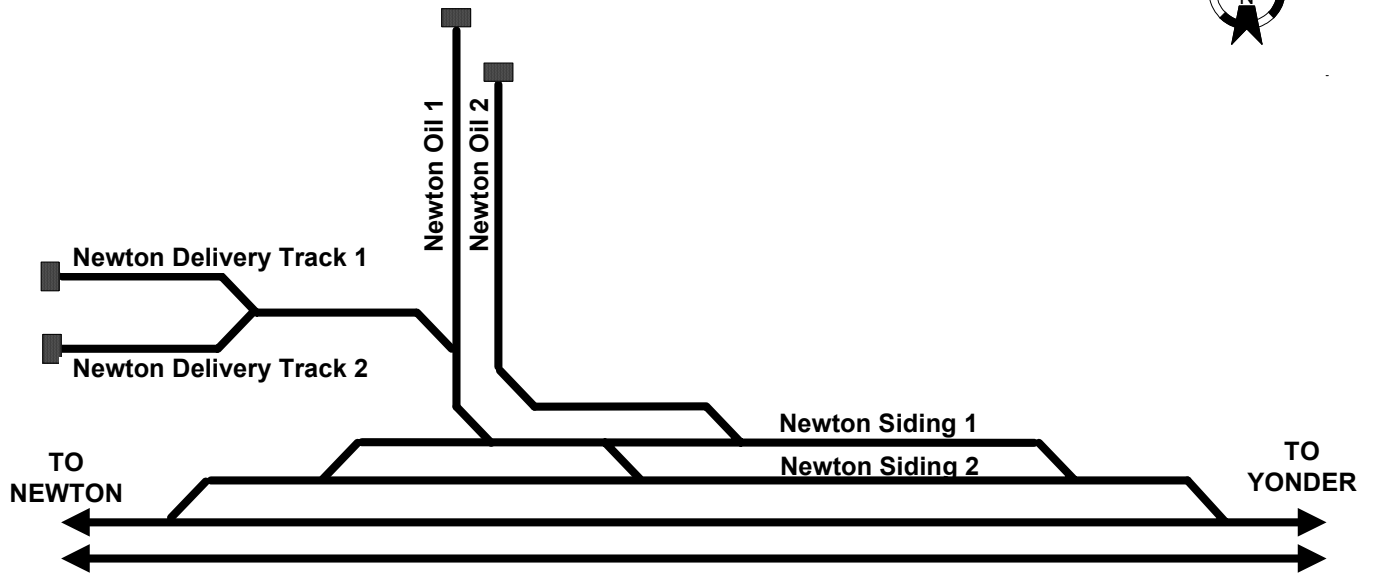 N
Newton Oil 1
Newton Oil 2
Newton Delivery Track 1
Newton Delivery Track 2
Newton Siding 1
Newton Siding 2
TO
NEWTON
TO
YONDER